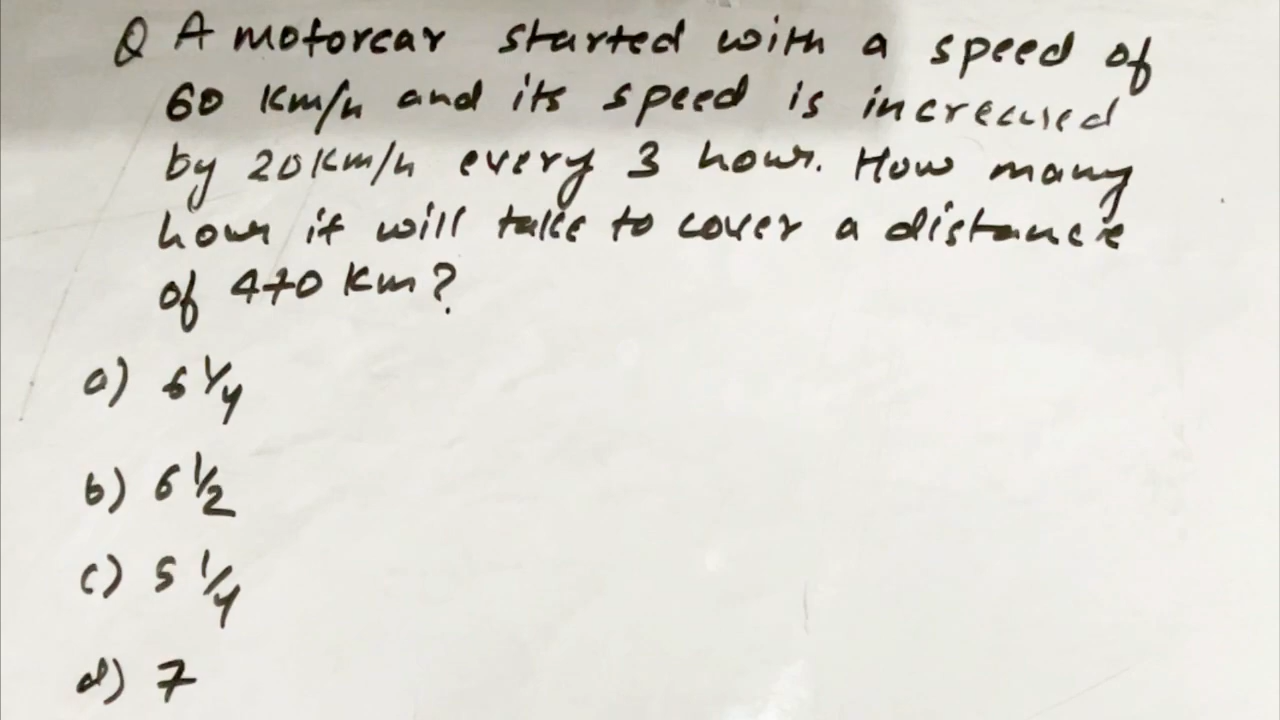 Q A motorcar started with a speed of
60 Km/h and its speed is increased
by 20 Km/h every 3 hour. How many
hour it will take to cover a distance
of 470 Km?
a) 6 1/4
b) 6 1/2
c) 5 1/4
d) 7